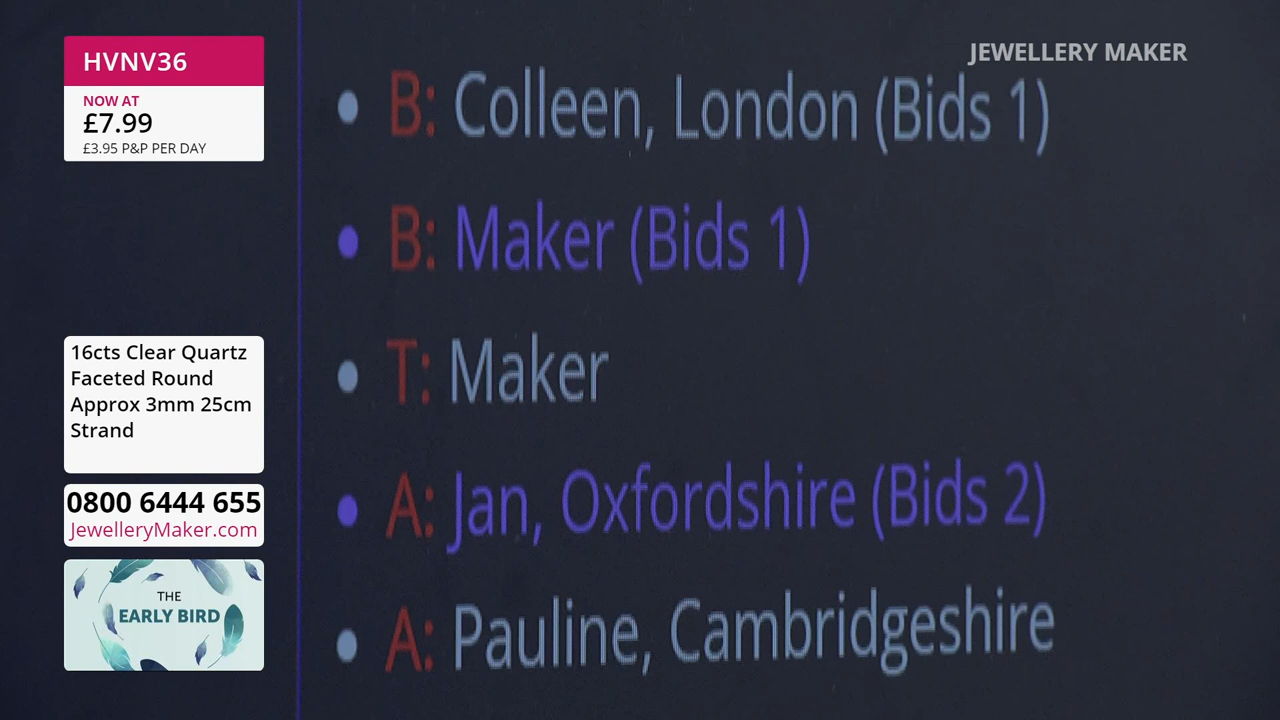 HVNV36
NOW AT
£7.99
£3.95 P&P PER DAY
16cts Clear Quartz
Faceted Round
Approx 3mm 25cm
Strand
0800 6444 655
JewelleryMaker.com
THE
EARLY BIRD
JEWELLERY MAKER
• B: Colleen, London (Bids 1)
• B: Maker (Bids 1)
• T: Maker
• A: Jan, Oxfordshire (Bids 2)
• A: Pauline, Cambridgeshire